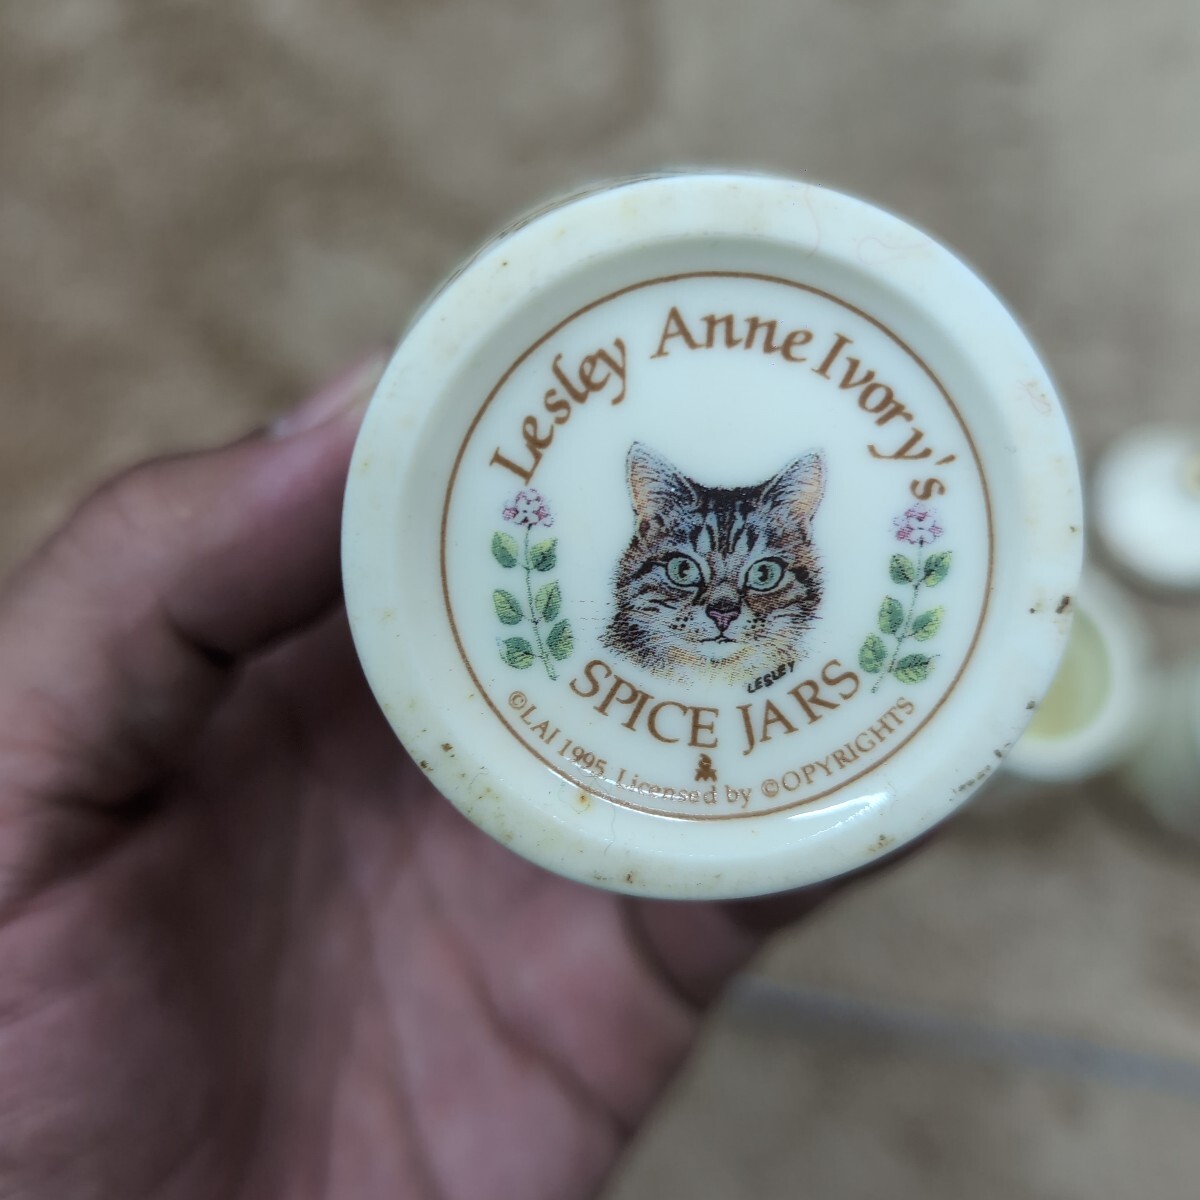 Lesley Anne Ivory's
LESLEY
SPICE JARS
©LAI 1995 Licensed by ©OPYRIGHTS